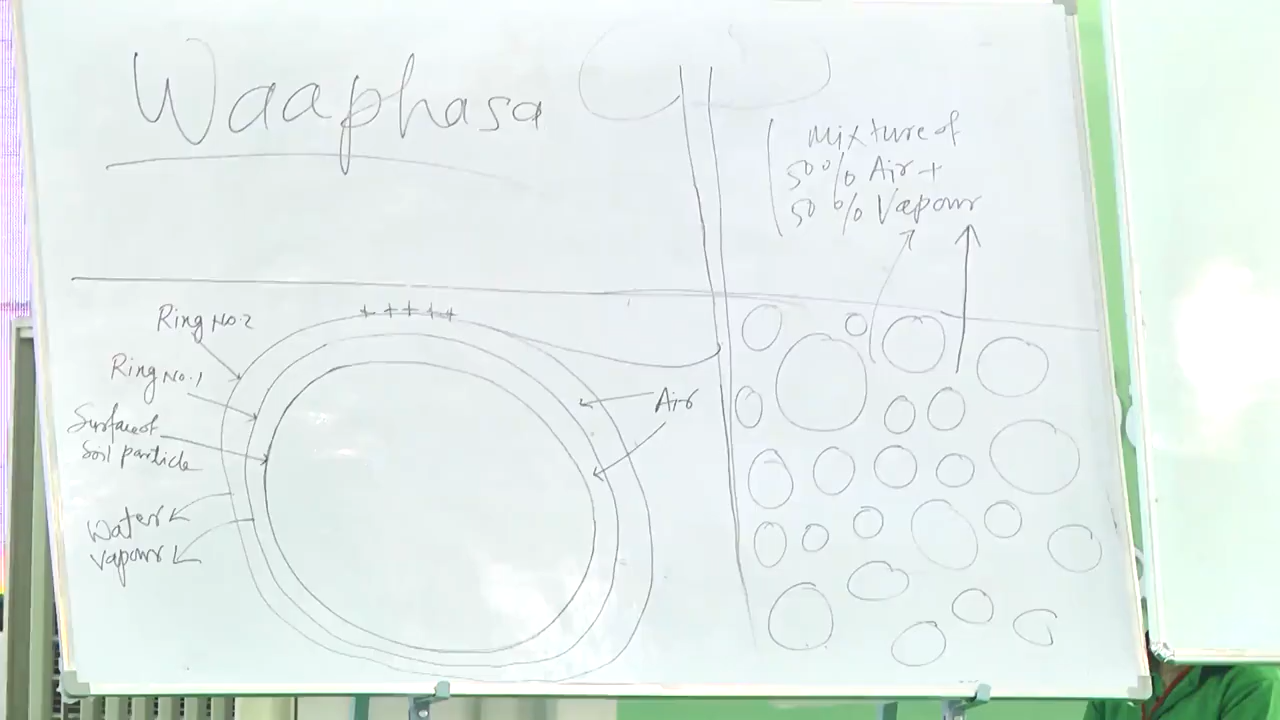 Waaphasa
mixture of
50% Air +
50% Vapour
+ + + + +
Ring No.2
Ring No.1
Surface of
Soil particle
Air
Water
Vapour